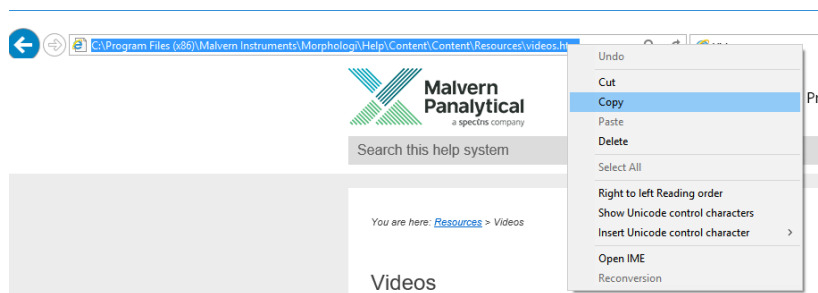 C:\Program Files (x86)\Malvern Instruments\Morphologi\Help\Content\Content\Resources\videos.ht
Undo
Cut
Copy
Paste
Delete
Select All
Right to left Reading order
Show Unicode control characters
Insert Unicode control character
Open IME
Reconversion
Malvern
Panalytical
a spectris company
Pr
Search this help system
You are here: Resources > Videos
Videos